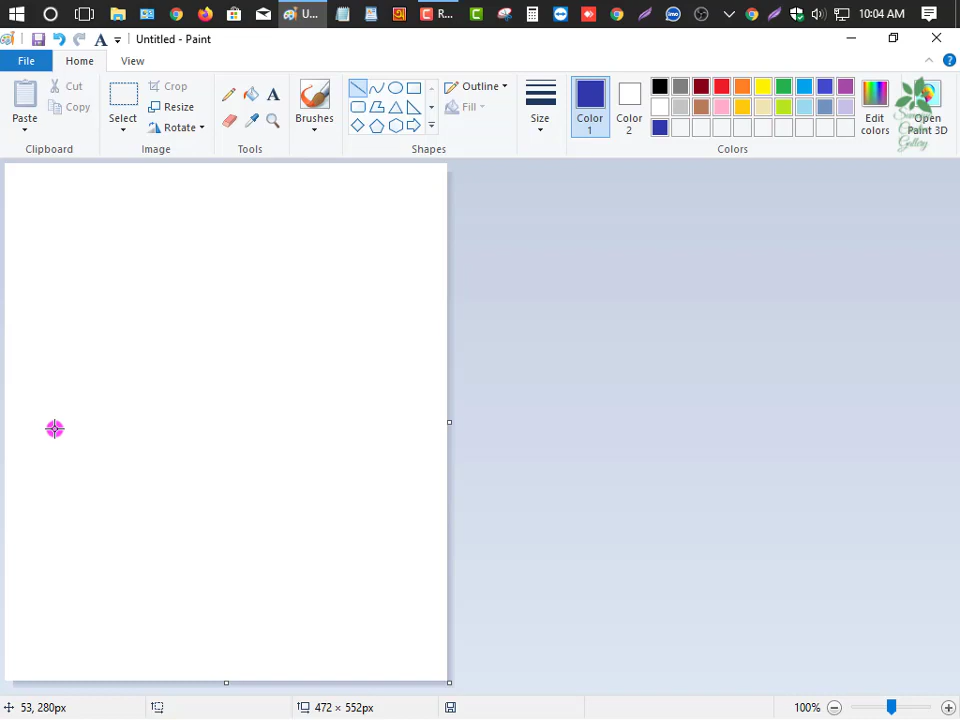 U...
R...
10:04 AM
Untitled - Paint
File
Home
View
Paste
Cut
Copy
Clipboard
Select
Crop
Resize
Rotate
Image
A
Tools
Brushes
Outline
Fill
Shapes
Size
Color
1
Color
2
Edit
colors
Open
Paint 3D
Colors
Gallery
53, 280px
472 × 552px
100%